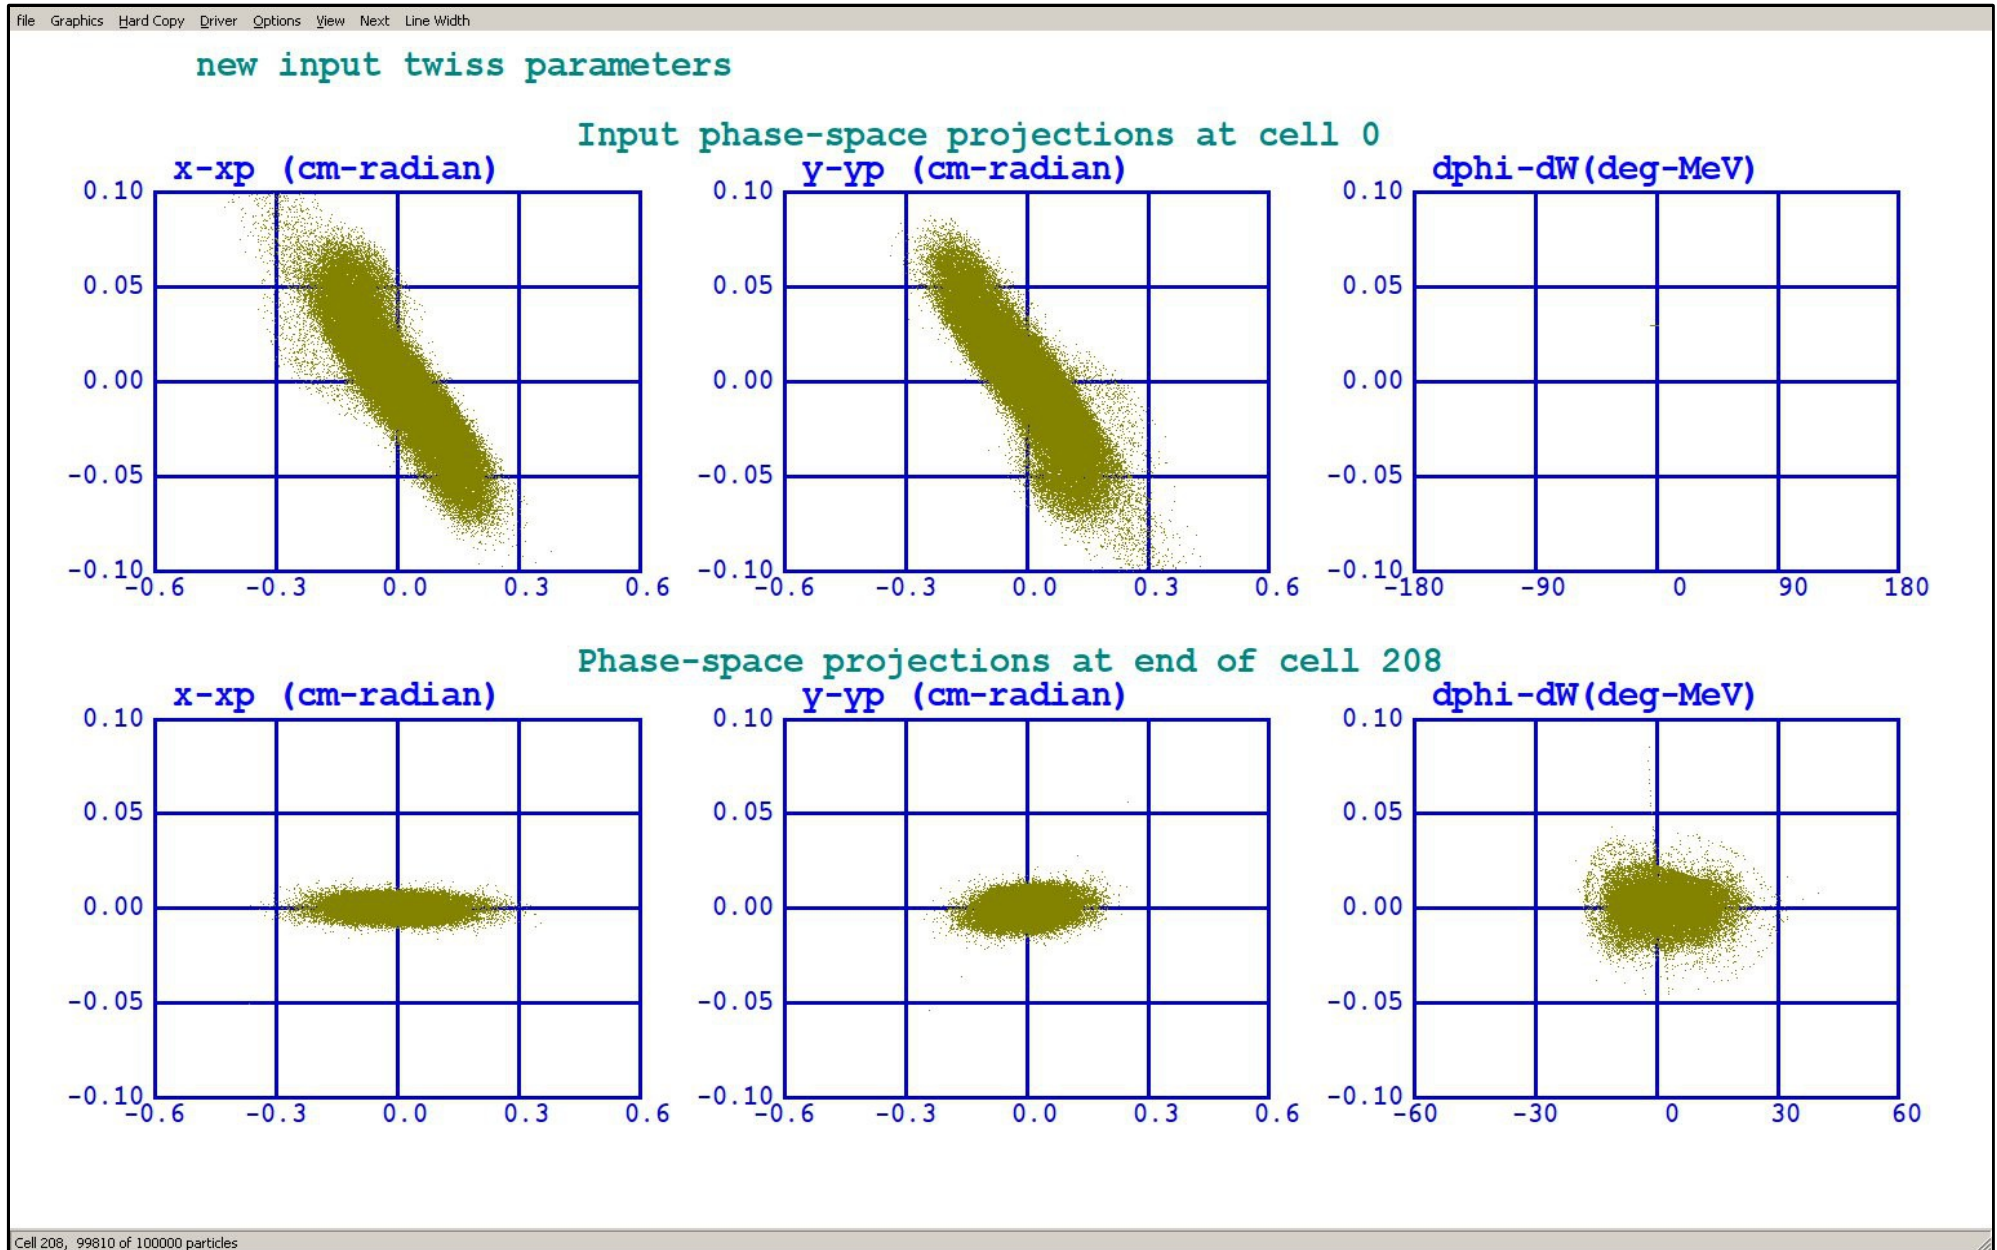 file Graphics Hard Copy Driver Options View Next Line Width
new input twiss parameters
Input phase-space projections at cell 0
x-xp (cm-radian) y-yp (cm-radian) dphi-dW(deg-MeV)
0.10 0.10 0.10
0.05 0.05 0.05
0.00 0.00 0.00
-0.05 -0.05 -0.05
-0.10 -0.10 -0.10
-0.6 -0.3 0.0 0.3 0.6 -0.6 -0.3 0.0 0.3 0.6 -180 -90 0 90 180
Phase-space projections at end of cell 208
x-xp (cm-radian) y-yp (cm-radian) dphi-dW(deg-MeV)
0.10 0.10 0.10
0.05 0.05 0.05
0.00 0.00 0.00
-0.05 -0.05 -0.05
-0.10 -0.10 -0.10
-0.6 -0.3 0.0 0.3 0.6 -0.6 -0.3 0.0 0.3 0.6 -60 -30 0 30 60
Cell 208, 99810 of 100000 particles